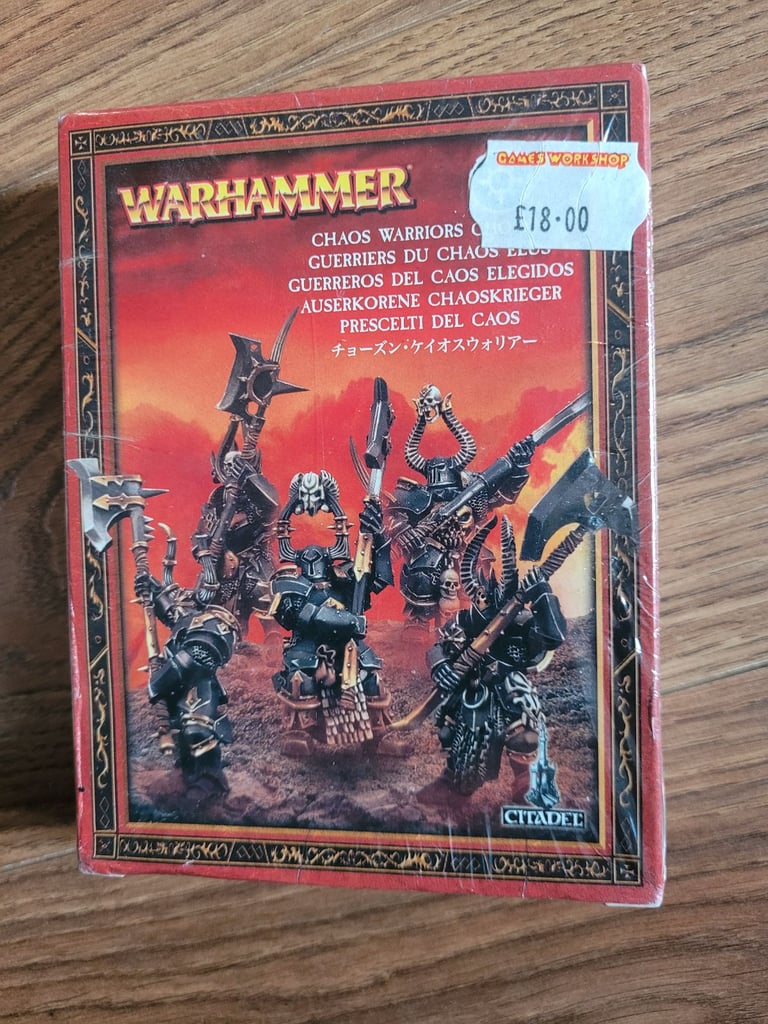 GAMES WORKSHOP
£18.00
WARHAMMER
CHAOS WARRIORS
GUERRIERS DU CHAOS ÉLUS
GUERREROS DEL CAOS ELEGIDOS
AUSERKORENE CHAOSKRIEGER
PRESCELTI DEL CAOS
チョーズン・ケイオスウォリアー
CITADEL